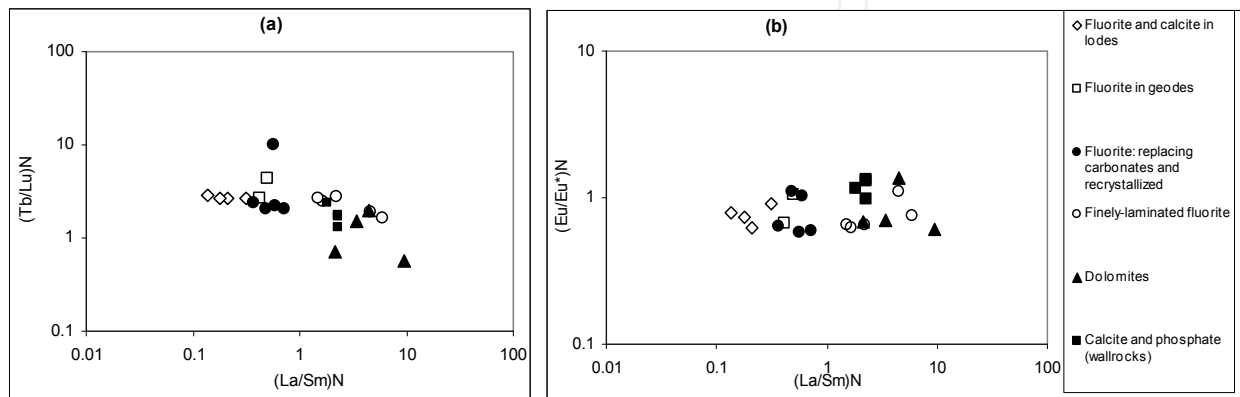 (a)
100
10
1
0.1
(Tb/Lu)N
0.01
0.1
1
10
100
(La/Sm)N
(b)
10
1
0.1
(Eu/Eu*)N
0.01
0.1
1
10
100
(La/Sm)N
Fluorite and calcite in
lodes
Fluorite in geodes
Fluorite: replacing
carbonates and
recrystallized
Finely-laminated fluorite
Dolomites
Calcite and phosphate
(wallrocks)